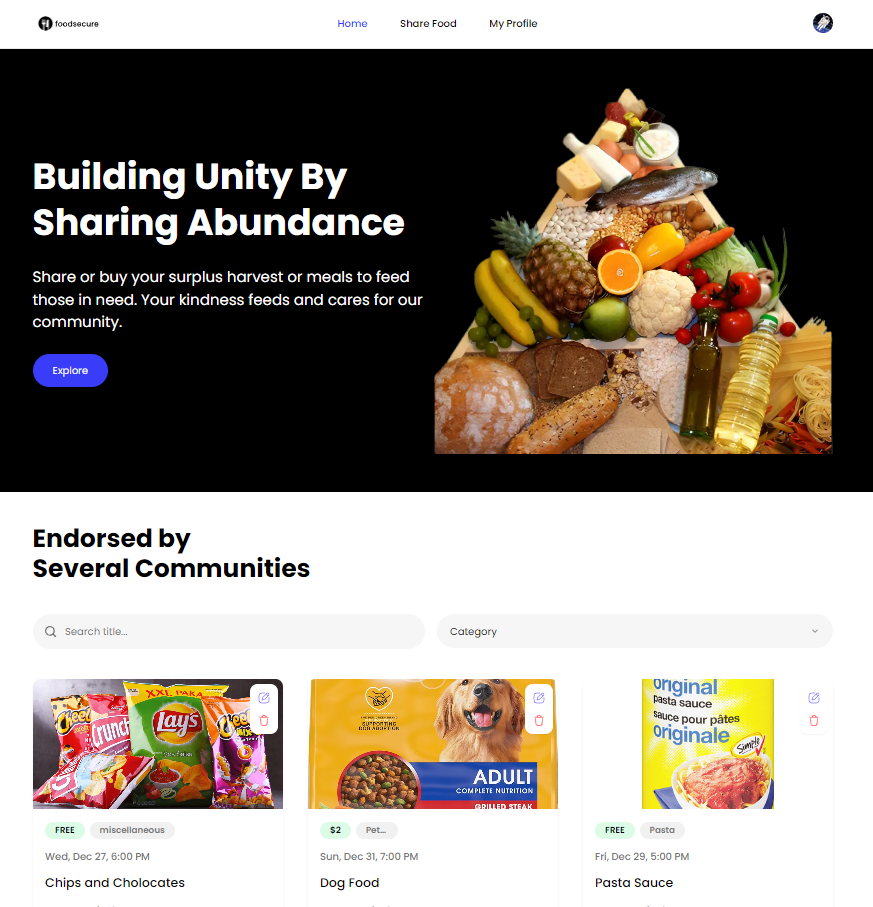 foodsecure
Home
Share Food
My Profile
Building Unity By
Sharing Abundance
Share or buy your surplus harvest or meals to feed
those in need. Your kindness feeds and cares for our
community.
Explore
Endorsed by
Several Communities
Search title...
Category
XXL PAKA
Lay's
Crunch
SUPPORTING
DOG ADOPTION
ADULT
COMPLETE NUTRITION
GRILLED STEAK
original
pasta sauce
sauce pour pâtes
originale
FREE
miscellaneous
Wed, Dec 27, 6:00 PM
Chips and Cholocates
$2
Pet...
Sun, Dec 31, 7:00 PM
Dog Food
FREE
Pasta
Fri, Dec 29, 5:00 PM
Pasta Sauce